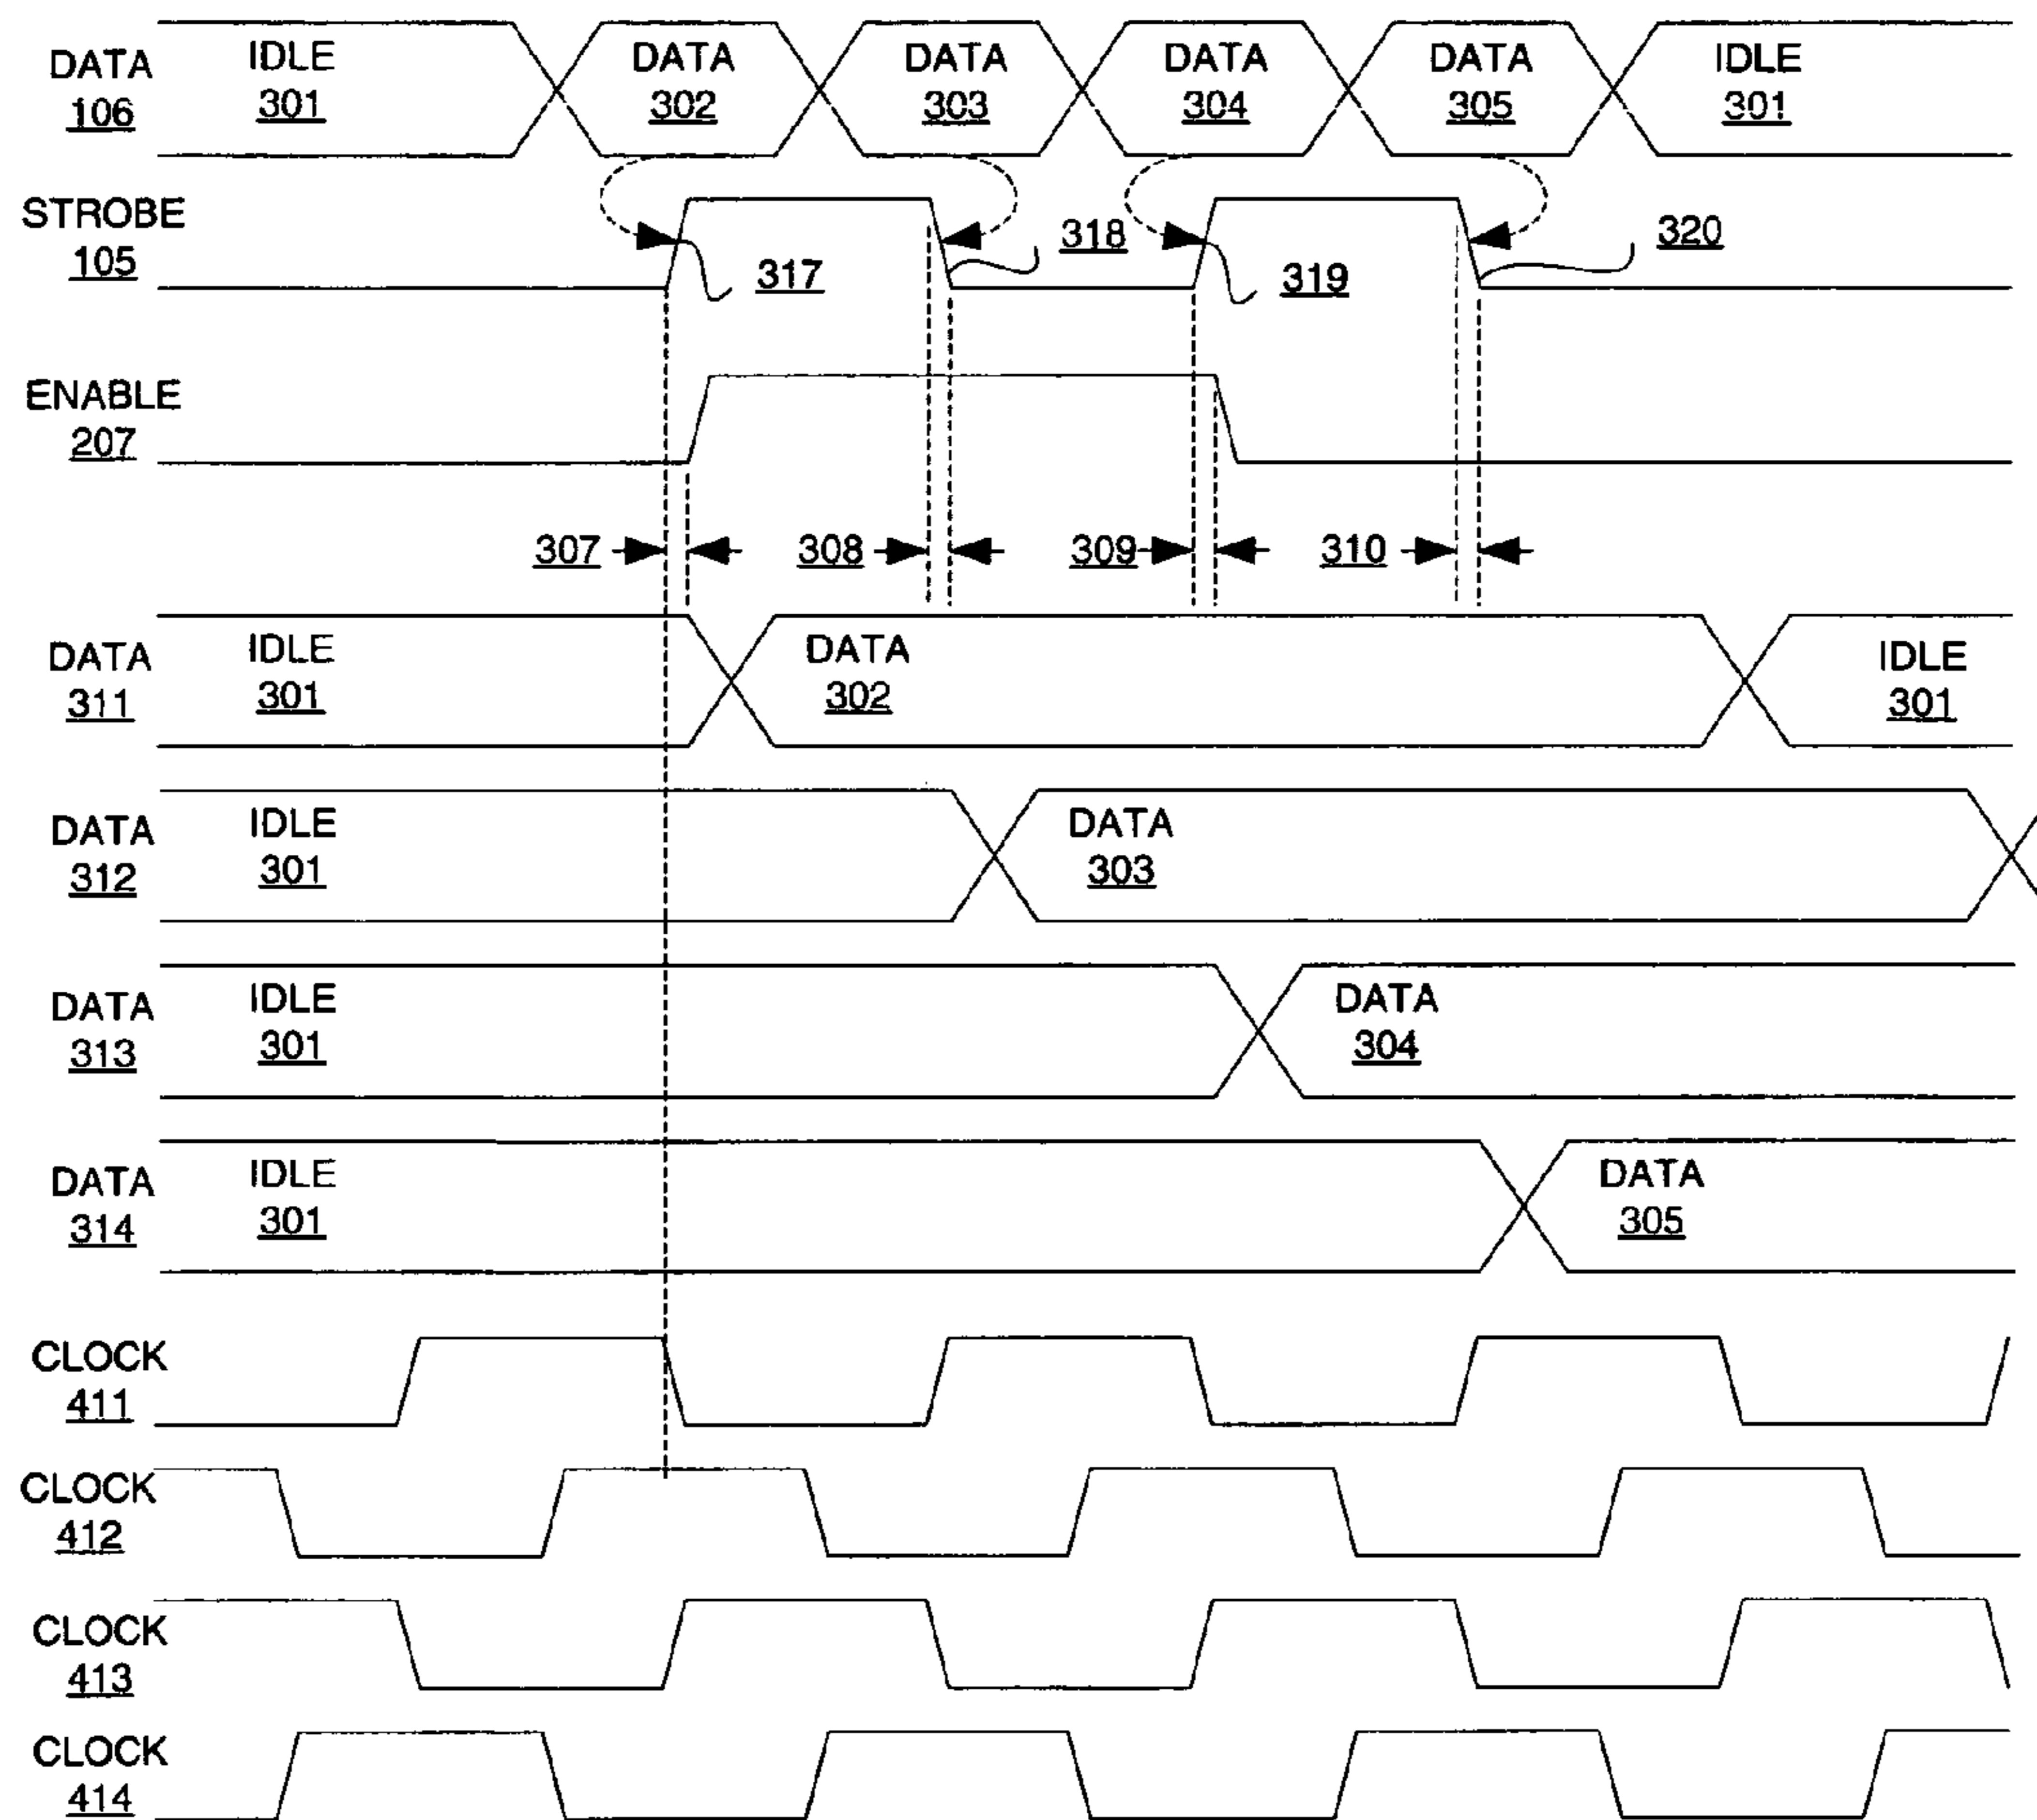 DATA
106
IDLE
301
DATA
302
DATA
303
DATA
304
DATA
305
IDLE
301
STROBE
105
317
318
319
320
ENABLE
207
307
308
309
310
DATA
311
IDLE
301
DATA
302
IDLE
301
DATA
312
IDLE
301
DATA
303
DATA
313
IDLE
301
DATA
304
DATA
314
IDLE
301
DATA
305
CLOCK
411
CLOCK
412
CLOCK
413
CLOCK
414